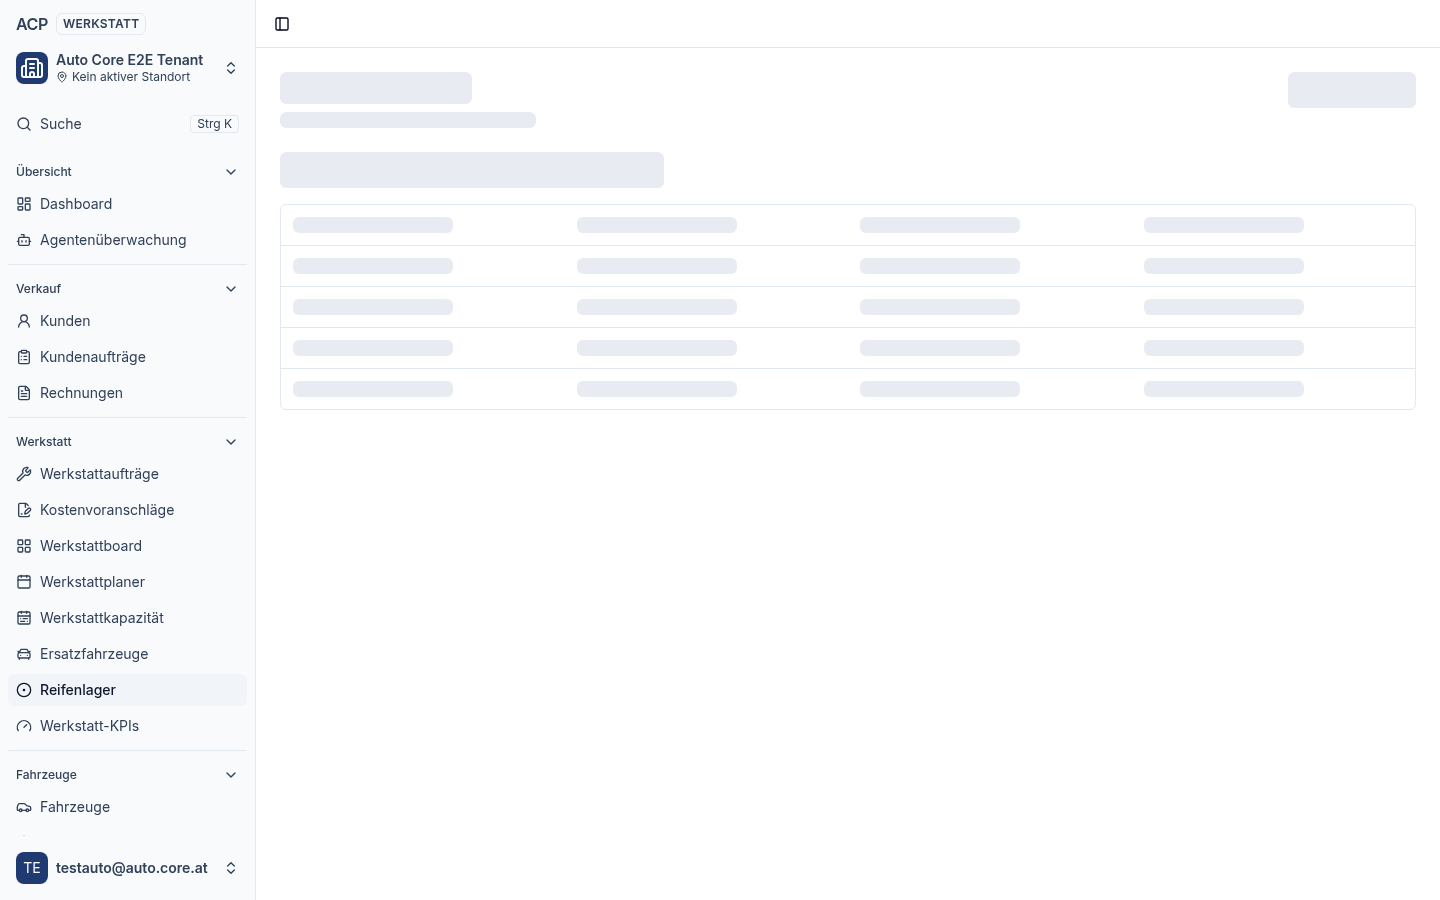 ACP WERKSTATT
Auto Core E2E Tenant
Kein aktiver Standort
Suche Strg K
Übersicht
Dashboard
Agentenüberwachung
Verkauf
Kunden
Kundenaufträge
Rechnungen
Werkstatt
Werkstattaufträge
Kostenvoranschläge
Werkstattboard
Werkstattplaner
Werkstattkapazität
Ersatzfahrzeuge
Reifenlager
Werkstatt-KPIs
Fahrzeuge
Fahrzeuge
TE testauto@auto.core.at